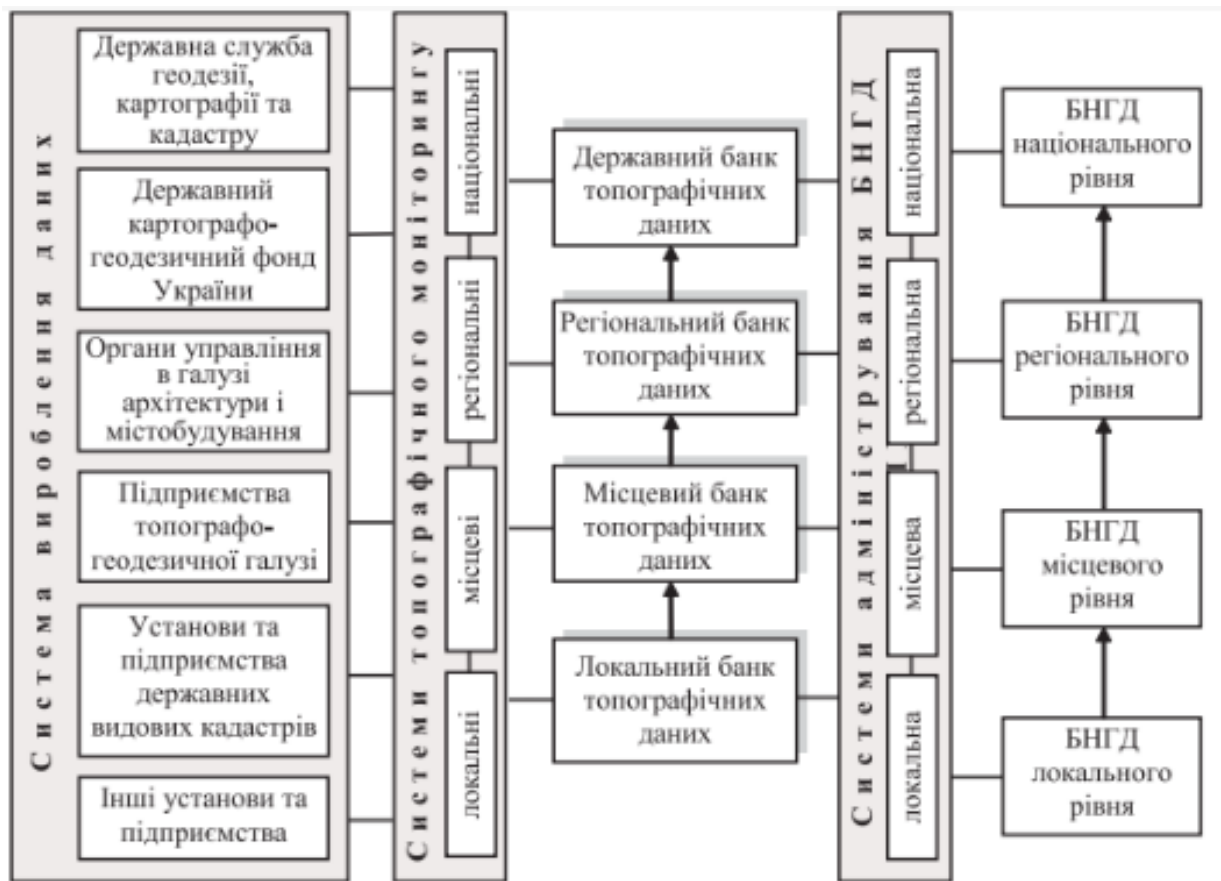 Система вироблення даних
Державна служба
геодезії,
картографії та
кадастру
Державний
картографо-
геодезичний фонд
України
Органи управління
в галузі
архітектури і
містобудування
Підприємства
топографо-
геодезичної галузі
Установи та
підприємства
державних
видових кадастрів
Інші установи та
підприємства
Системи топографічного моніторингу
національні
регіональні
місцеві
локальні
Державний банк
топографічних
даних
Регіональний банк
топографічних
даних
Місцевий банк
топографічних
даних
Локальний банк
топографічних
даних
Системи адміністрування БНГД
національна
регіональна
місцева
локальна
БНГД
національного
рівня
БНГД
регіонального
рівня
БНГД
місцевого
рівня
БНГД
локального
рівня